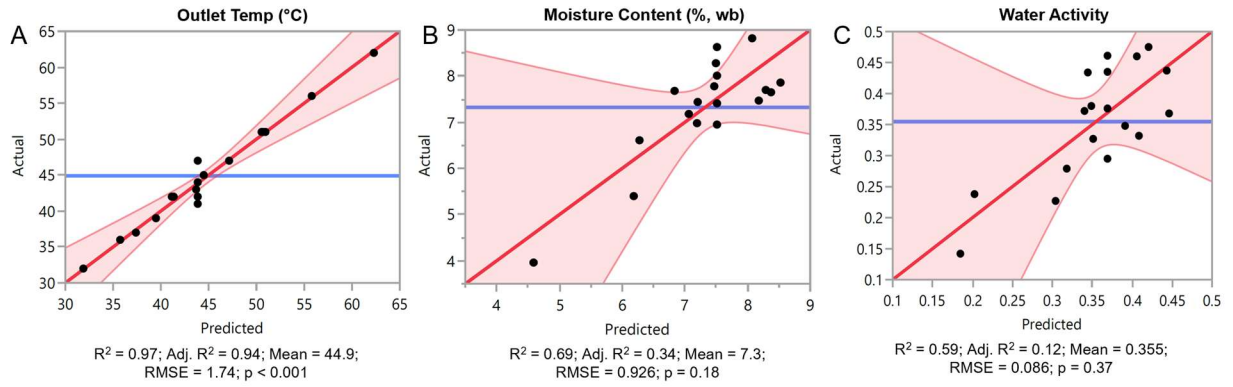 A
Outlet Temp (°C)
65
60
55
50
45
40
35
30
Actual
30 35 40 45 50 55 60 65
Predicted
R² = 0.97; Adj. R² = 0.94; Mean = 44.9;
RMSE = 1.74; p < 0.001
B
Moisture Content (%, wb)
9
8
7
6
5
4
Actual
4 5 6 7 8 9
Predicted
R² = 0.69; Adj. R² = 0.34; Mean = 7.3;
RMSE = 0.926; p = 0.18
C
Water Activity
0.5
0.45
0.4
0.35
0.3
0.25
0.2
0.15
0.1
Actual
0.1 0.15 0.2 0.25 0.3 0.35 0.4 0.45 0.5
Predicted
R² = 0.59; Adj. R² = 0.12; Mean = 0.355;
RMSE = 0.086; p = 0.37